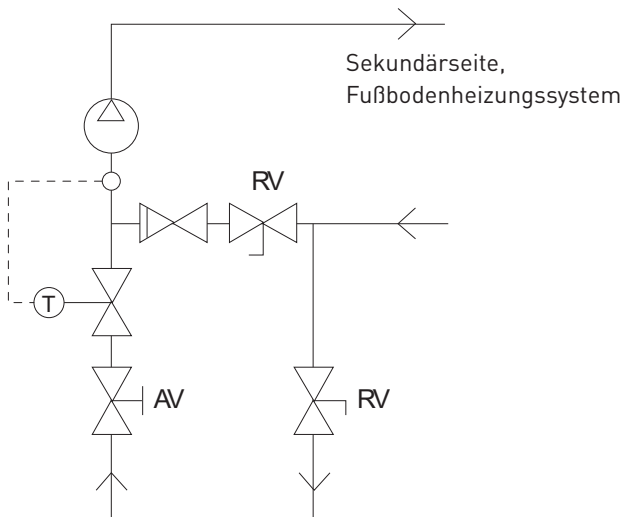 Sekundärseite,
Fußbodenheizungssystem
RV
T
AV
RV